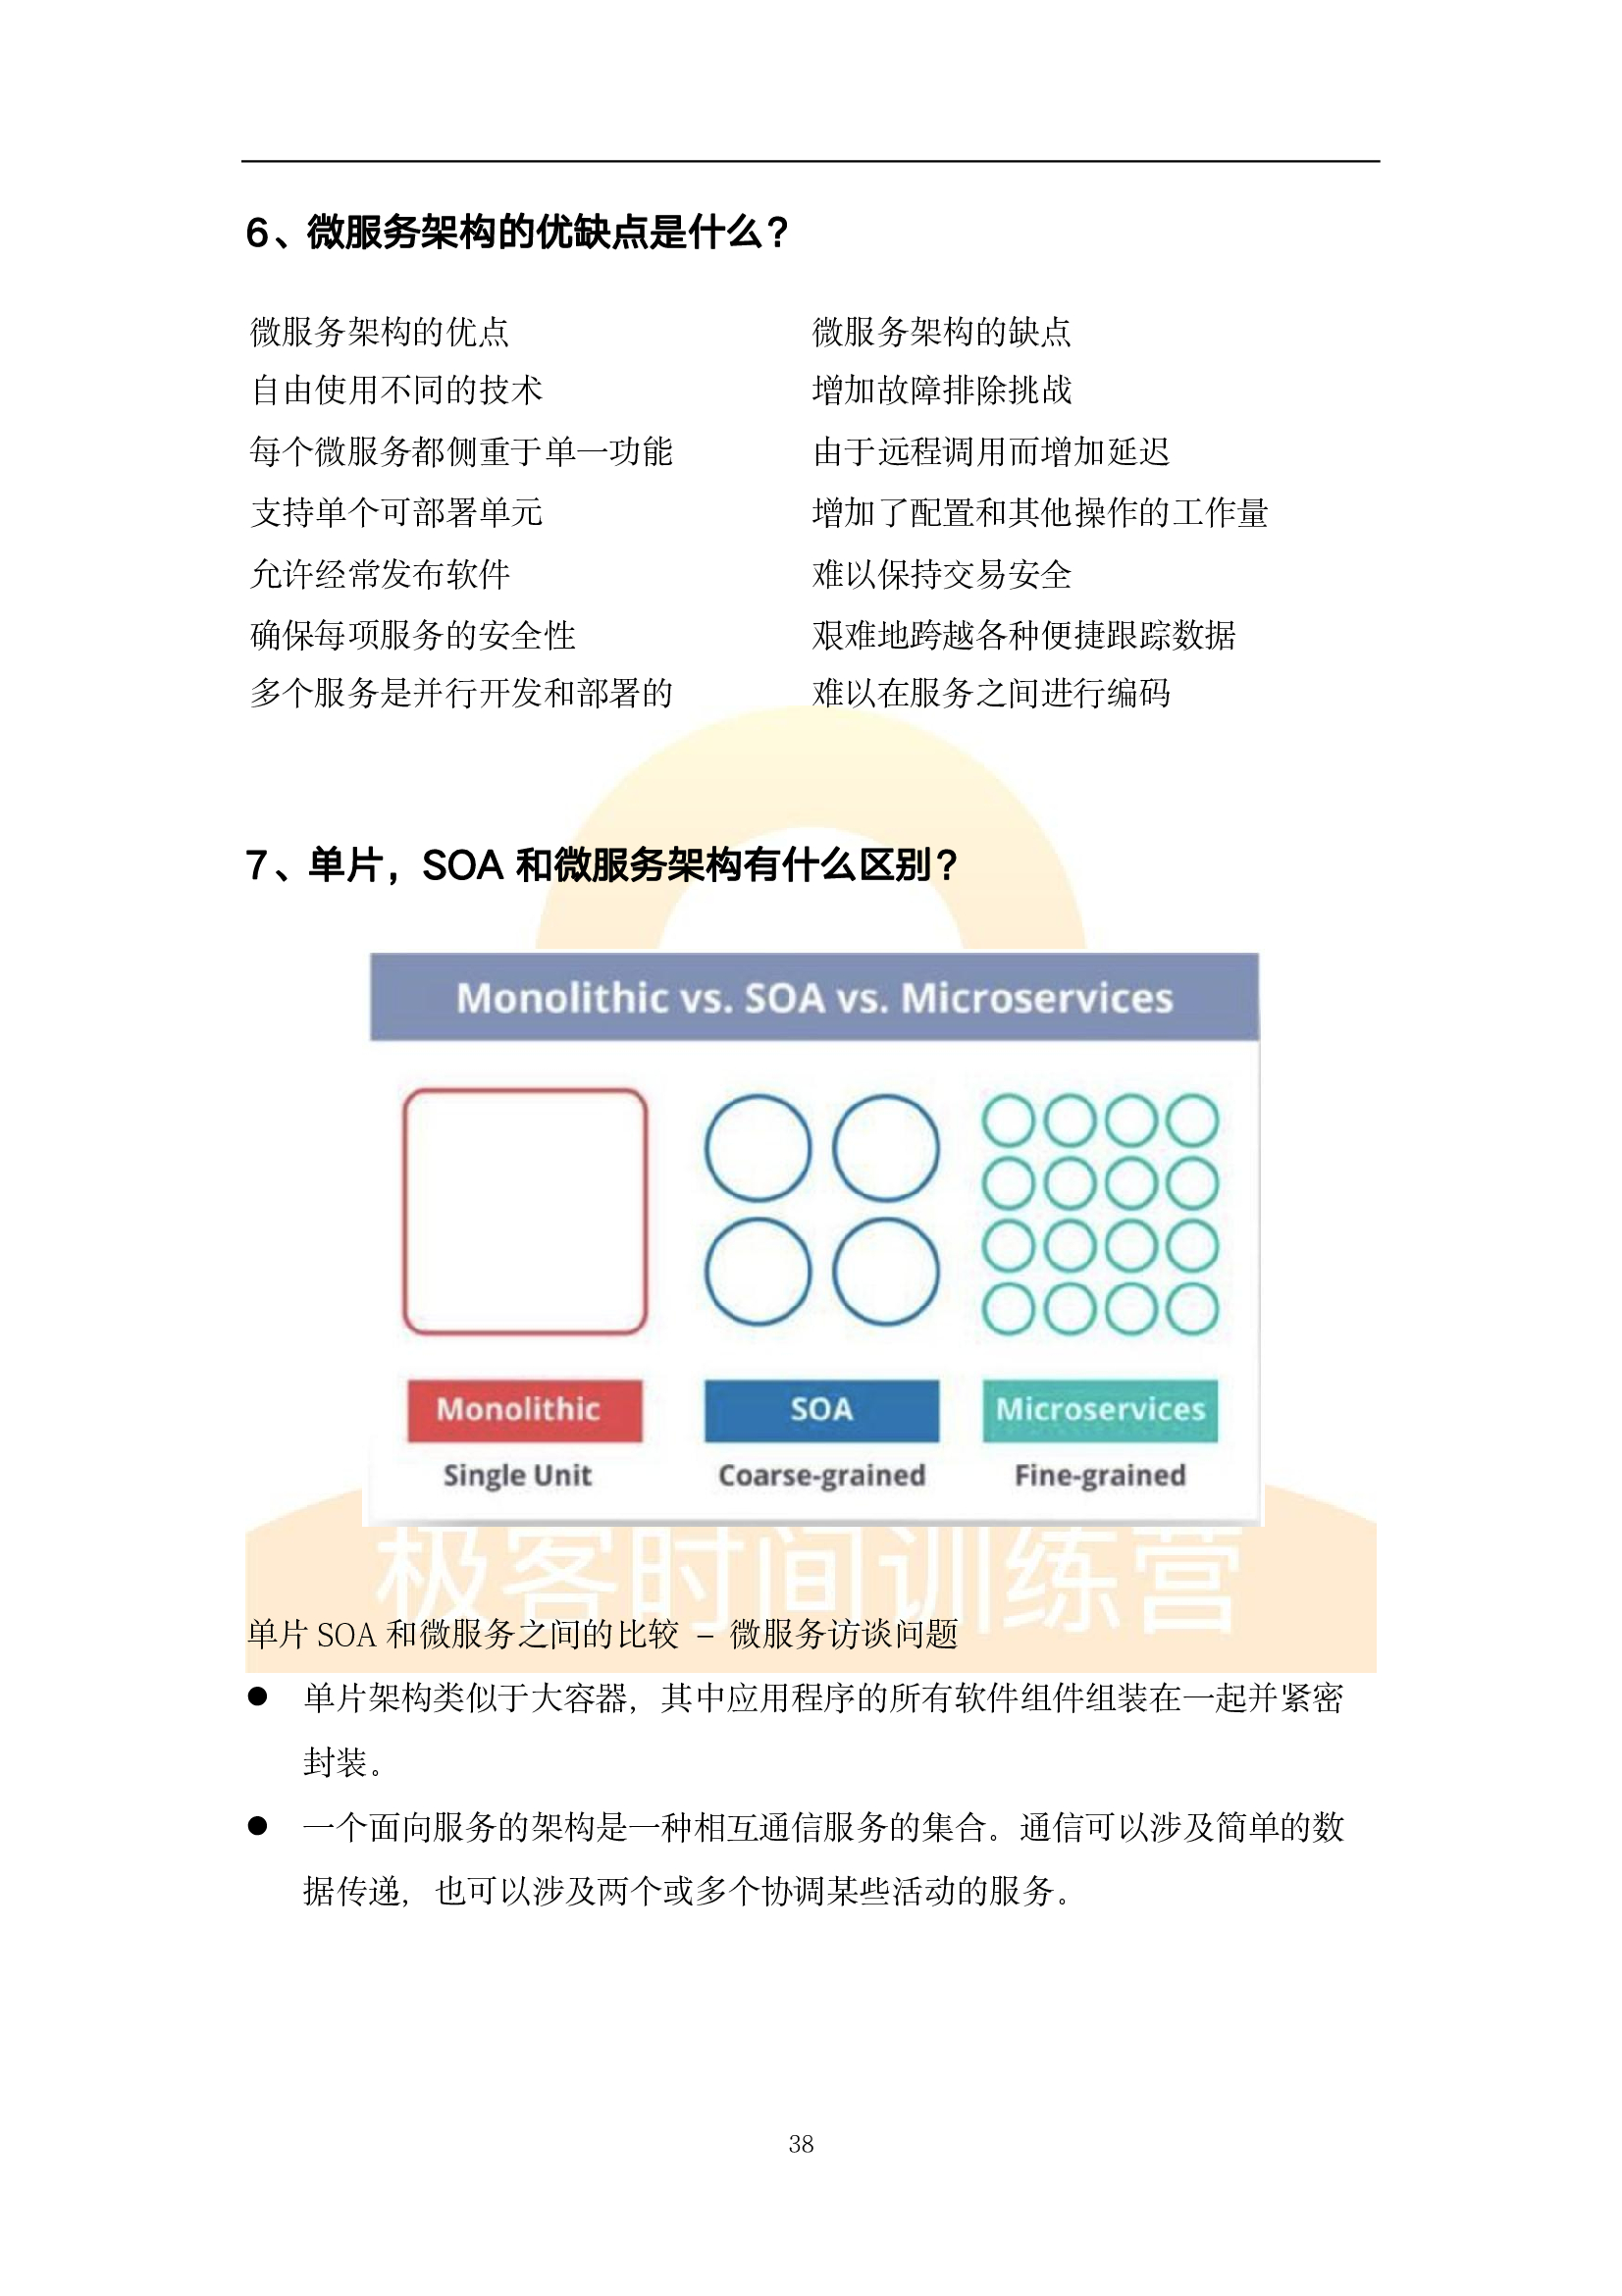 6、微服务架构的优缺点是什么？
微服务架构的优点 微服务架构的缺点
自由使用不同的技术 增加故障排除挑战
每个微服务都侧重于单一功能 由于远程调用而增加延迟
支持单个可部署单元 增加了配置和其他操作的工作量
允许经常发布软件 难以保持交易安全
确保每项服务的安全性 艰难地跨越各种便捷跟踪数据
多个服务是并行开发和部署的 难以在服务之间进行编码
7、单片，SOA 和微服务架构有什么区别？
Monolithic vs. SOA vs. Microservices
Monolithic SOA Microservices
Single Unit Coarse-grained Fine-grained
极客时间训练营
单片 SOA 和微服务之间的比较 – 微服务访谈问题
● 单片架构类似于大容器，其中应用程序的所有软件组件组装在一起并紧密
封装。
● 一个面向服务的架构是一种相互通信服务的集合。通信可以涉及简单的数
据传递，也可以涉及两个或多个协调某些活动的服务。
38